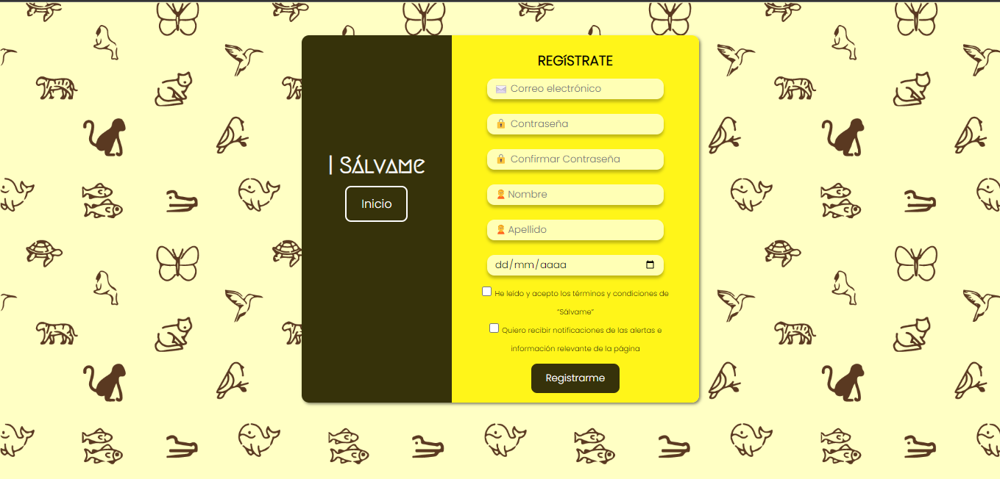 | SÁLVAME
Inicio
REGíSTRATE
Correo electrónico
Contraseña
Confirmar Contraseña
Nombre
Apellido
dd/mm/aaaa
He leído y acepto los términos y condiciones de
“Sálvame”
Quiero recibir notificaciones de las alertas e
información relevante de la página
Registrarme